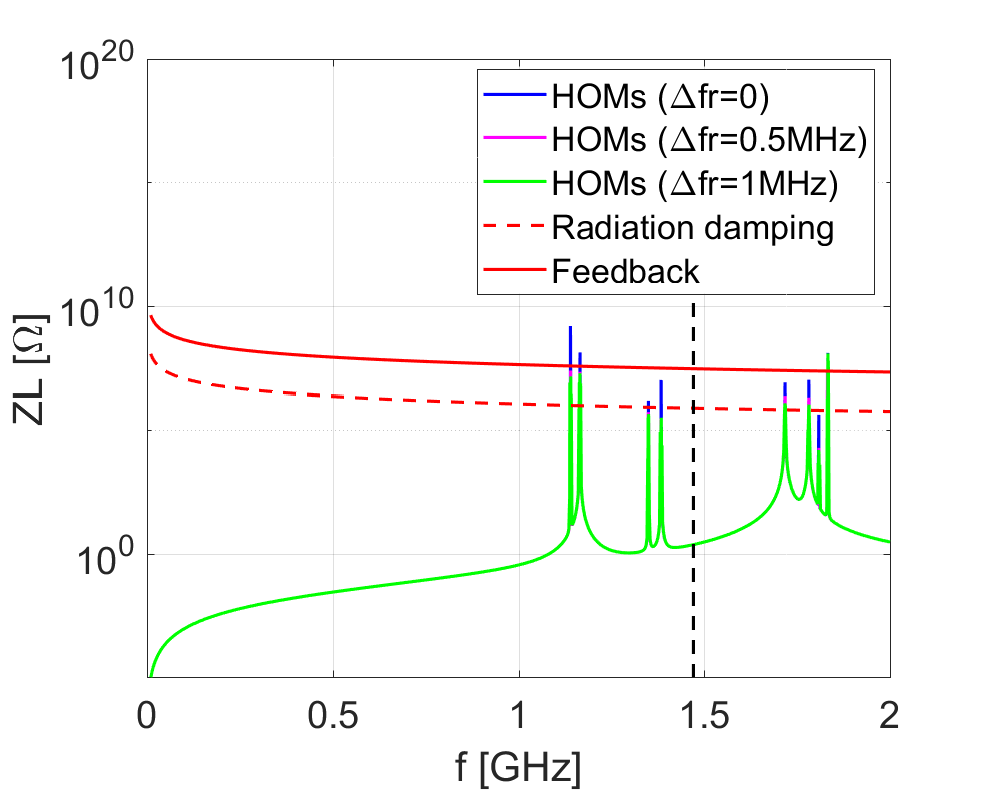 10^20
HOMs (Δfr=0)
HOMs (Δfr=0.5MHz)
HOMs (Δfr=1MHz)
Radiation damping
Feedback
10^10
ZL [Ω]
10^0
0 0.5 1 1.5 2
f [GHz]